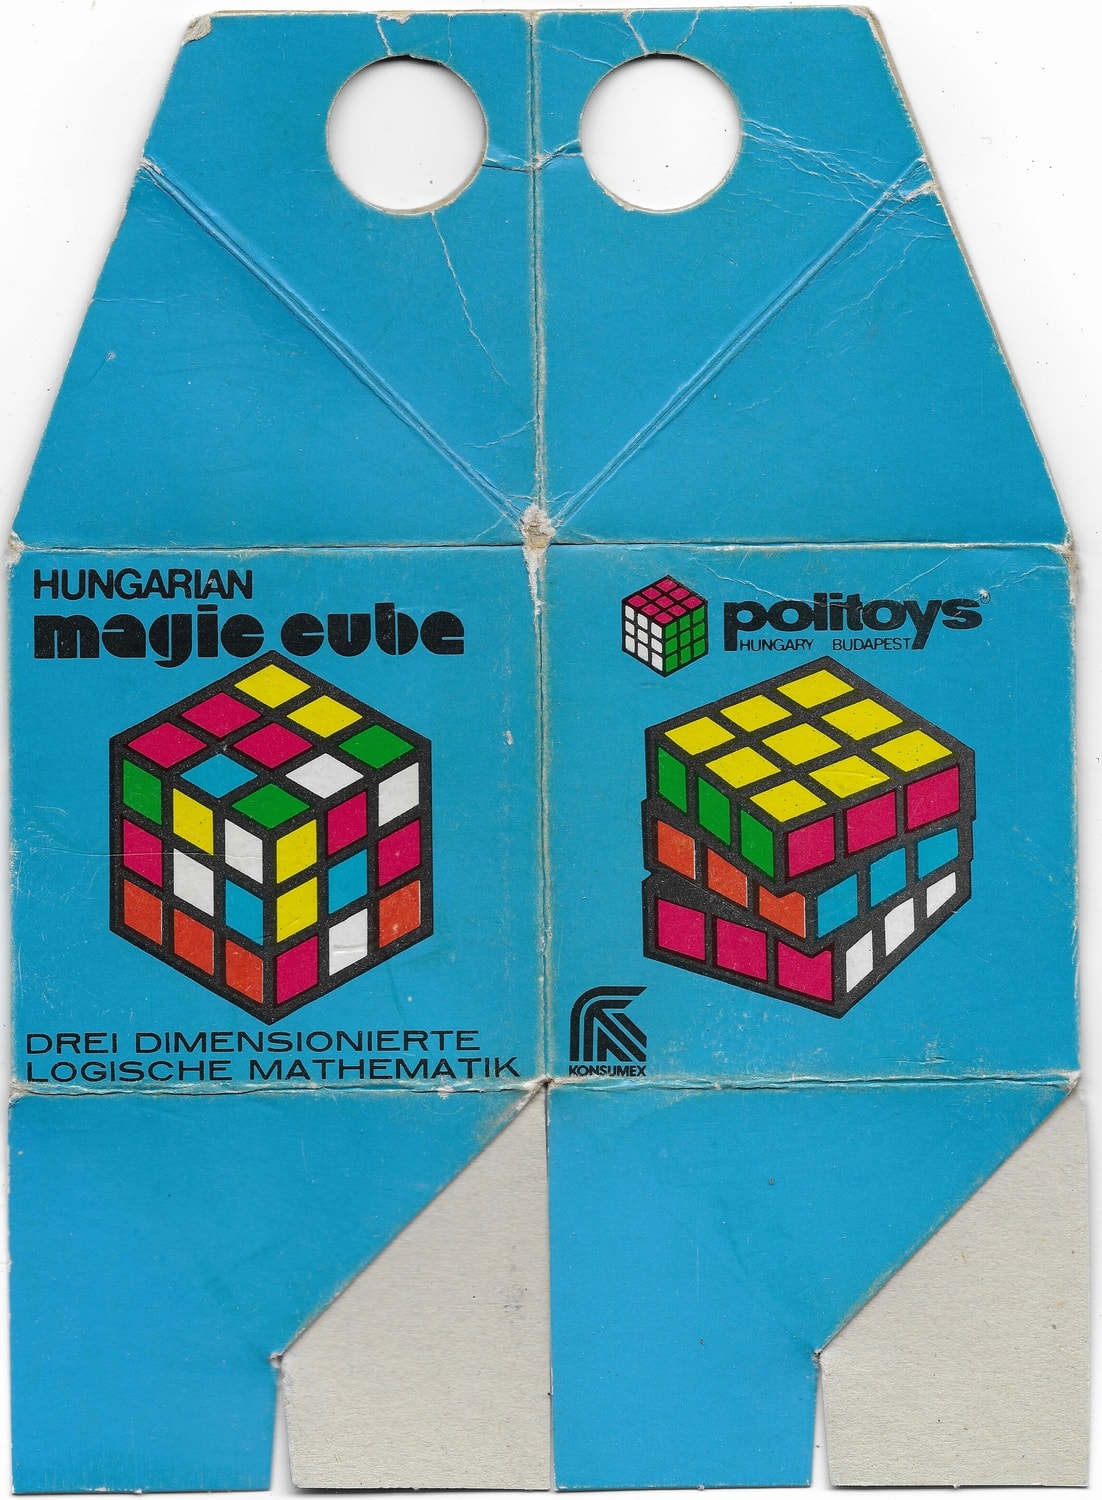 HUNGARIAN
magic cube
DREI DIMENSIONIERTE
LOGISCHE MATHEMATIK
politoys®
HUNGARY BUDAPEST
KONSUMEX